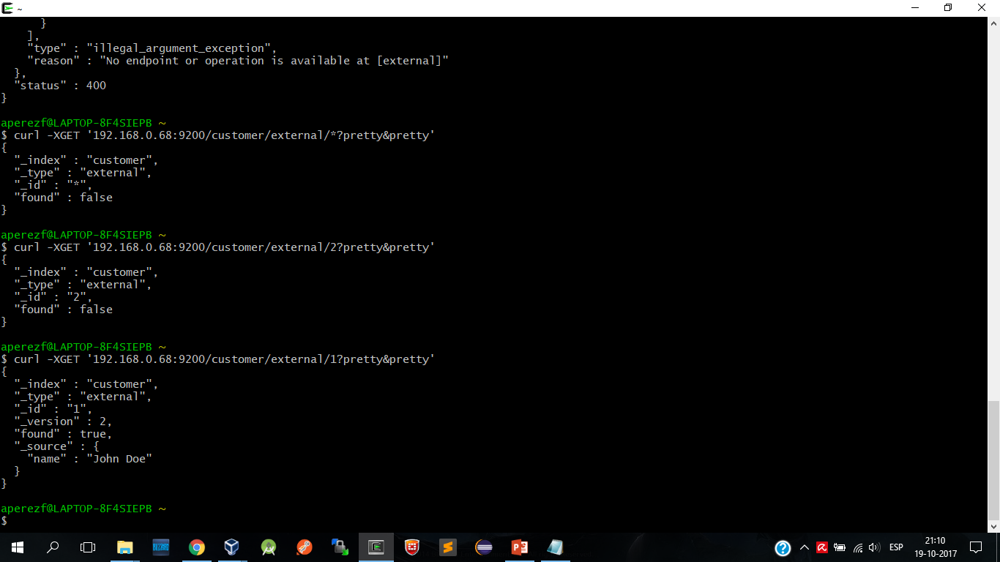 ~
      }
    ],
    "type" : "illegal_argument_exception",
    "reason" : "No endpoint or operation is available at [external]"
  },
  "status" : 400
}
aperezf@LAPTOP-8F4SIEPB ~
$ curl -XGET '192.168.0.68:9200/customer/external/*?pretty&pretty'
{
  "_index" : "customer",
  "_type" : "external",
  "_id" : "*",
  "found" : false
}
aperezf@LAPTOP-8F4SIEPB ~
$ curl -XGET '192.168.0.68:9200/customer/external/2?pretty&pretty'
{
  "_index" : "customer",
  "_type" : "external",
  "_id" : "2",
  "found" : false
}
aperezf@LAPTOP-8F4SIEPB ~
$ curl -XGET '192.168.0.68:9200/customer/external/1?pretty&pretty'
{
  "_index" : "customer",
  "_type" : "external",
  "_id" : "1",
  "_version" : 2,
  "found" : true,
  "_source" : {
    "name" : "John Doe"
  }
}
aperezf@LAPTOP-8F4SIEPB ~
$
ESP
21:10
19-10-2017